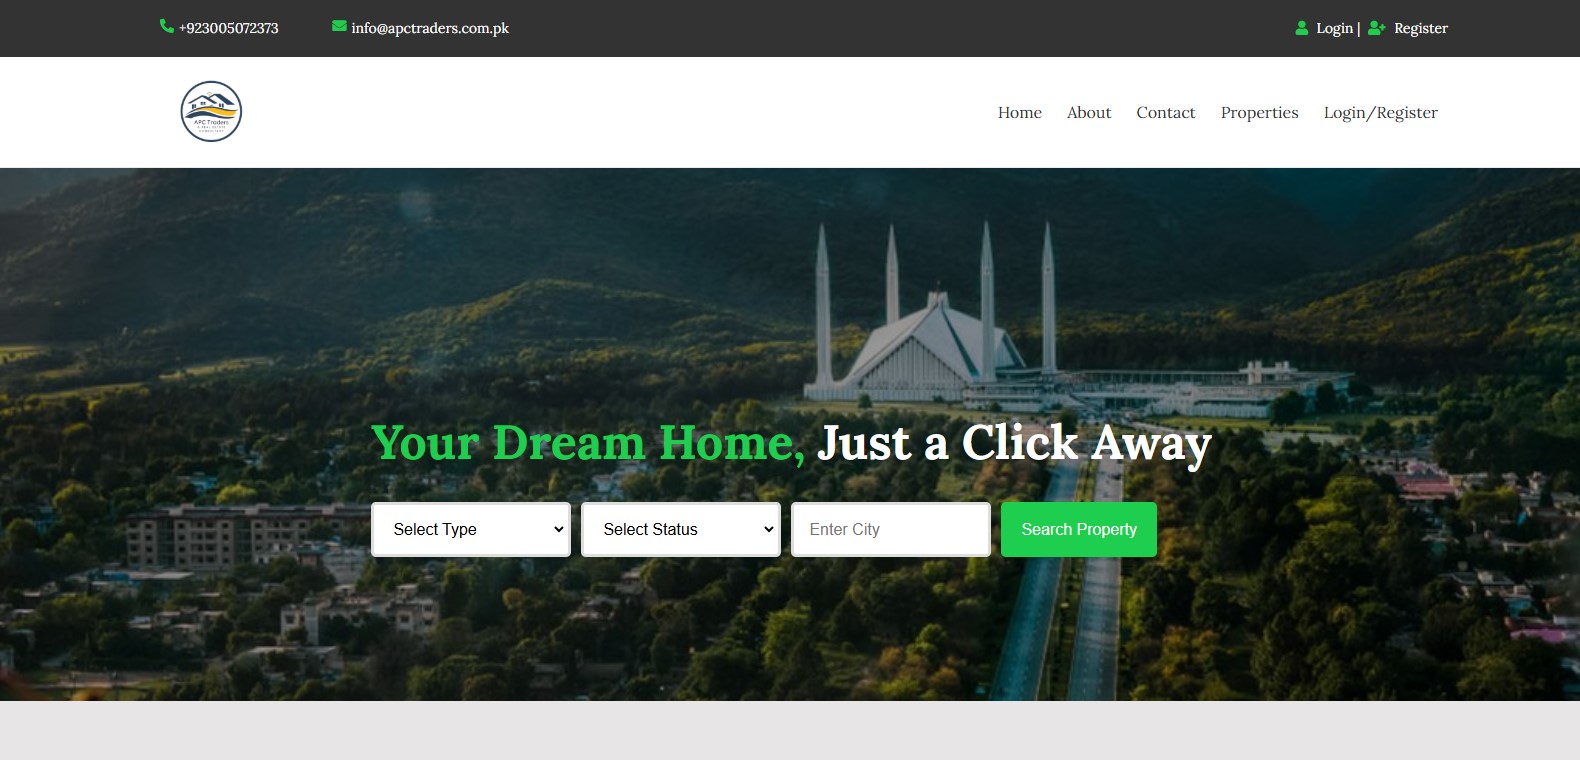 +923005072373 info@apctraders.com.pk Login | Register
APC Traders
Home About Contact Properties Login/Register
Your Dream Home, Just a Click Away
Select Type Select Status Enter City Search Property